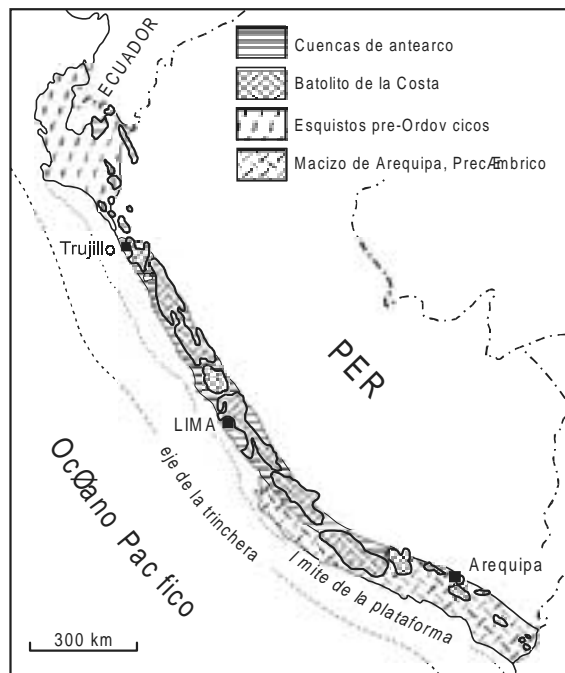 Cuencas de antearco
Batolito de la Costa
Esquistos pre-Ordov cicos
Macizo de Arequipa, PrecÆmbrico
ECUADOR
Trujillo
PER
LIMA
OcØano Pac fico
eje de la trinchera
l mite de la plataforma
Arequipa
300 km